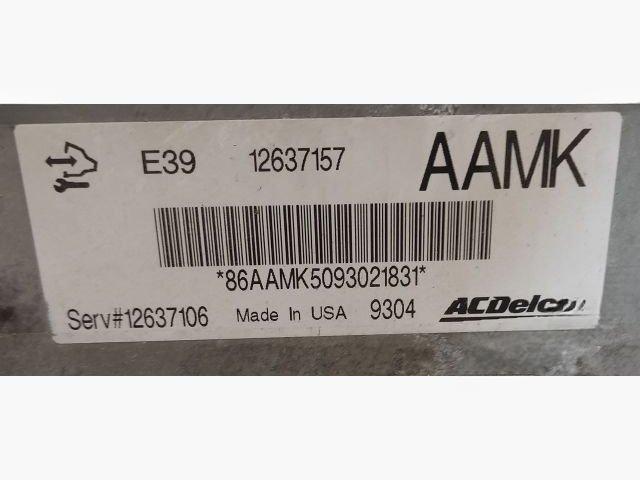 E39 12637157 AAMK
*86AAMK5093021831*
Serv#12637106 Made In USA 9304 ACDelco